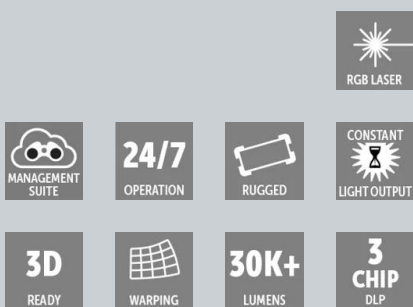 RGB LASER
MANAGEMENT
SUITE
24/7
OPERATION
RUGGED
CONSTANT
LIGHT OUTPUT
3D
READY
WARPING
30K+
LUMENS
3
CHIP
DLP